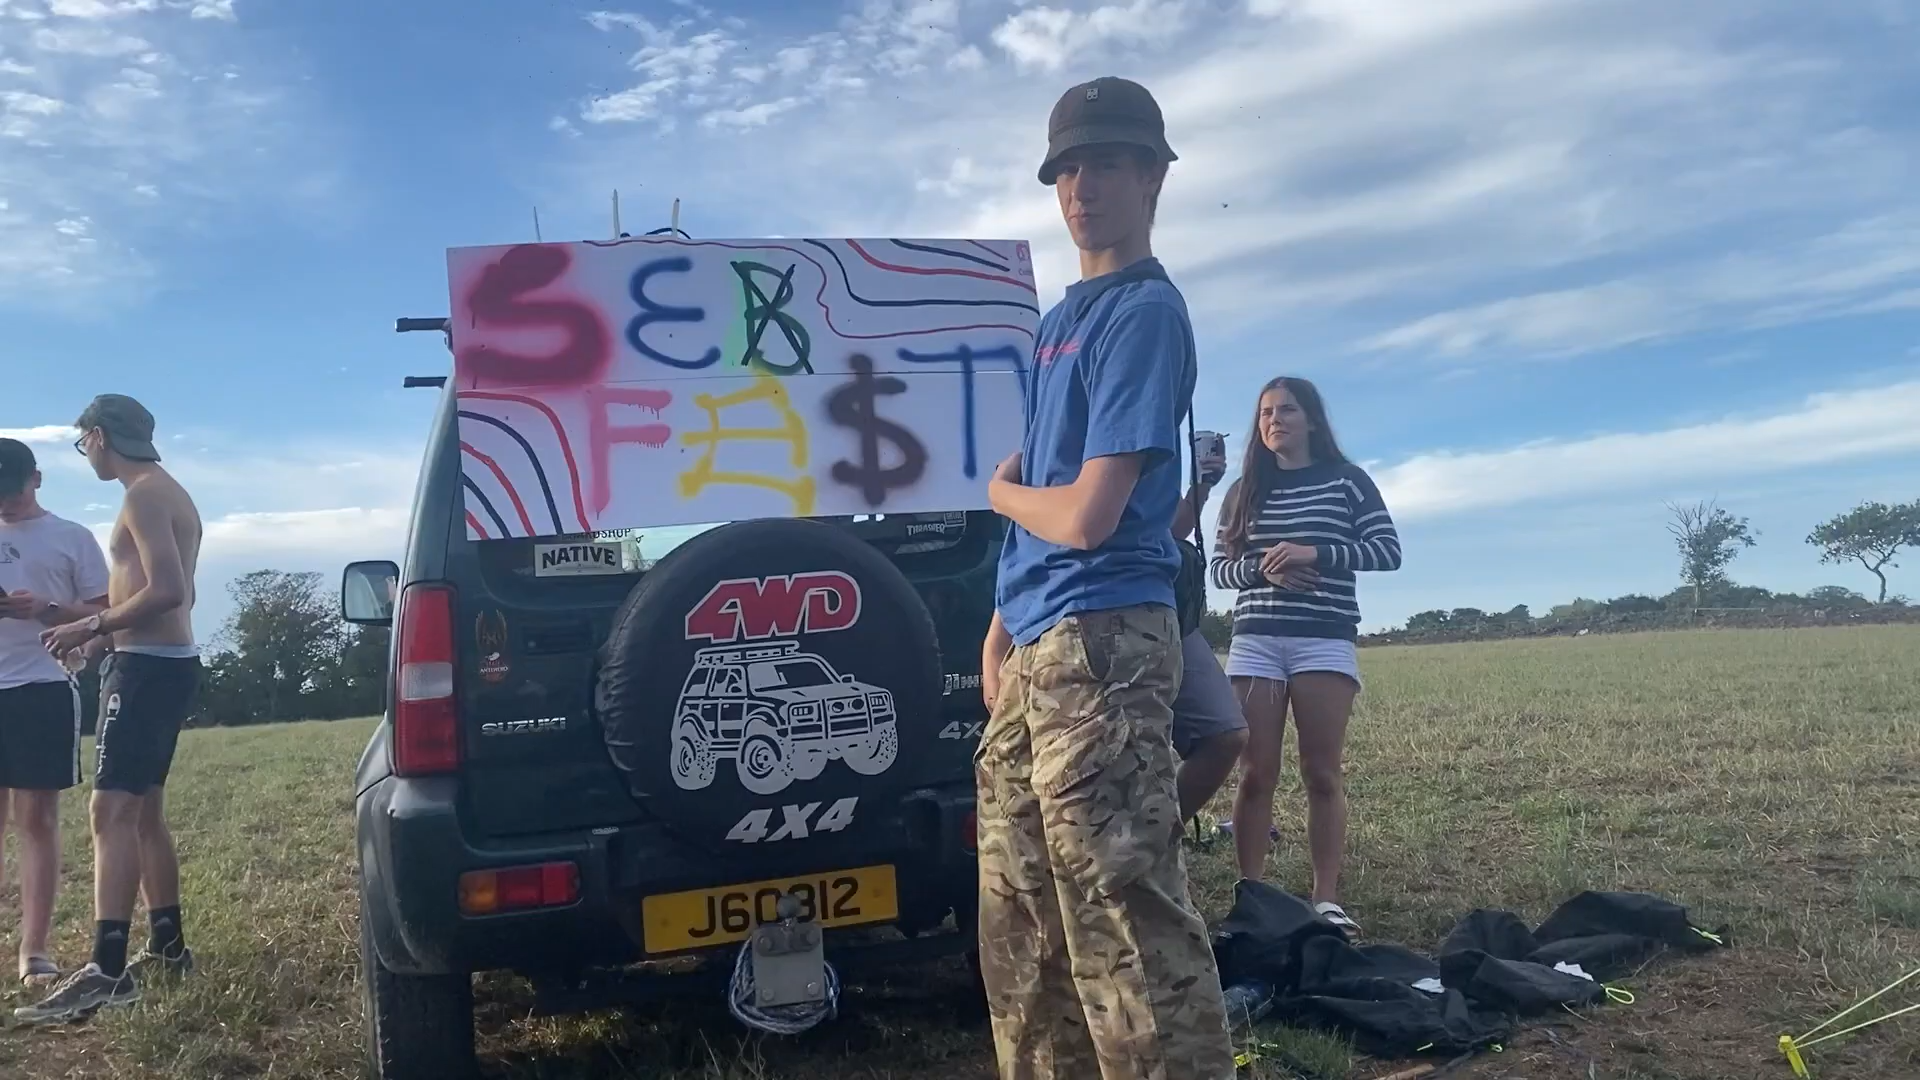 SEB
FE$T
NATIVE
THRASHER
4WD
SUZUKI
4X4
J60312